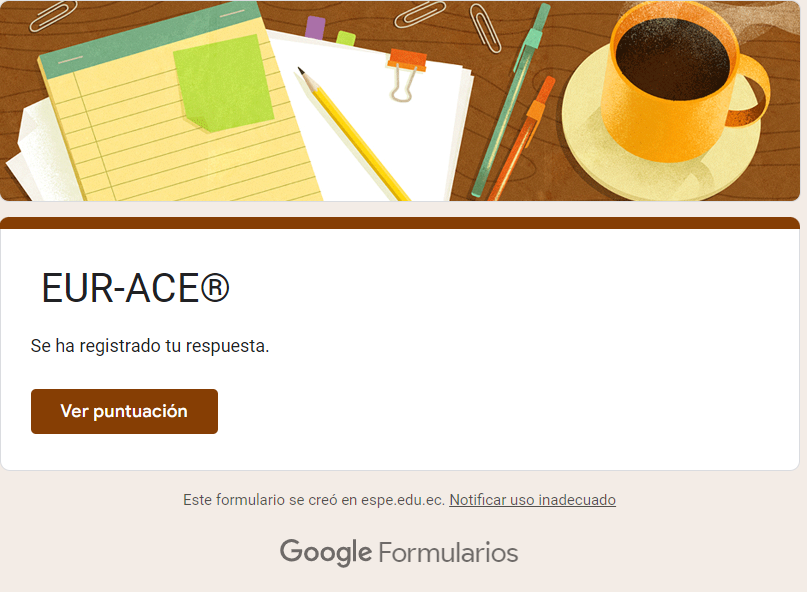 EUR-ACE®
Se ha registrado tu respuesta.
Ver puntuación
Este formulario se creó en espe.edu.ec. Notificar uso inadecuado
Google Formularios